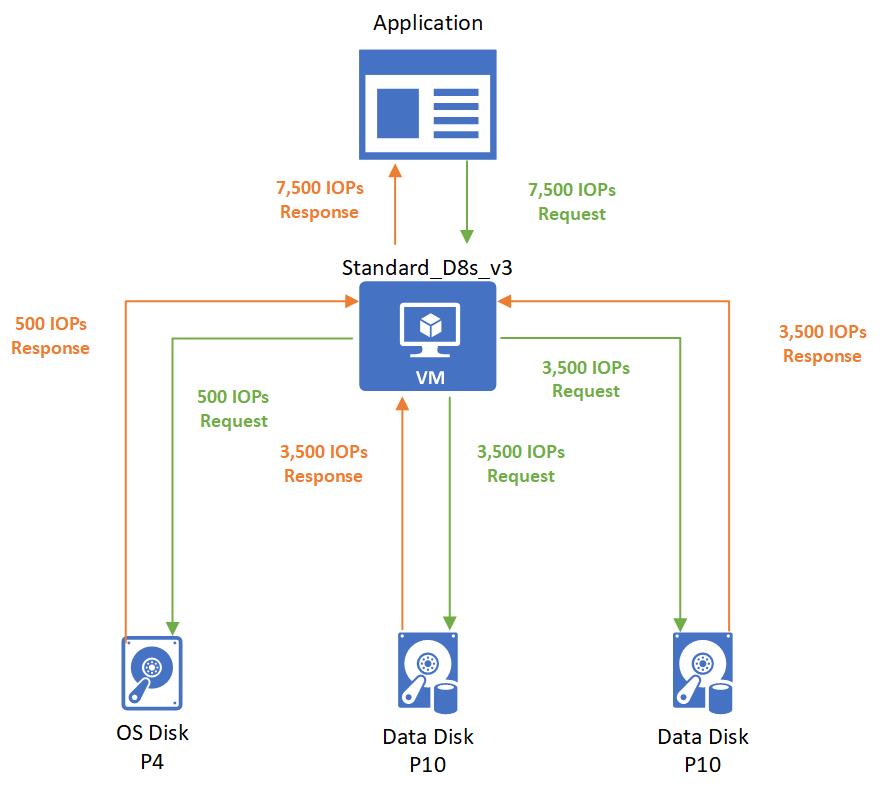 Application
7,500 IOPs
Response
7,500 IOPs
Request
Standard_D8s_v3
VM
500 IOPs
Response
3,500 IOPs
Response
500 IOPs
Request
3,500 IOPs
Request
3,500 IOPs
Response
3,500 IOPs
Request
OS Disk
P4
Data Disk
P10
Data Disk
P10